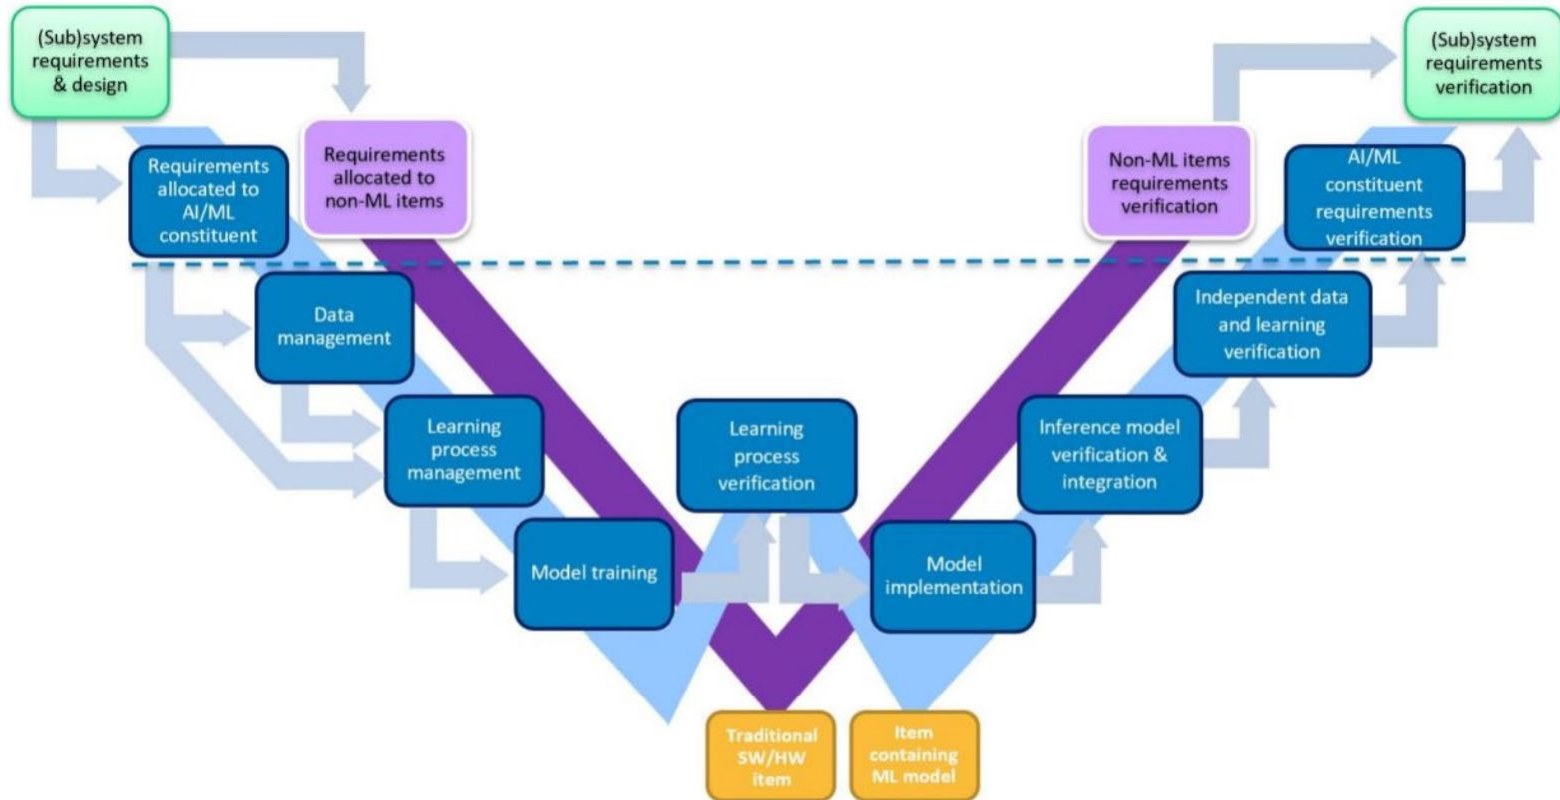 (Sub)system
requirements
& design
(Sub)system
requirements
verification
Requirements
allocated to
AI/ML
constituent
Requirements
allocated to
non-ML items
Non-ML items
requirements
verification
AI/ML
constituent
requirements
verification
Data
management
Independent data
and learning
verification
Learning
process
management
Learning
process
verification
Inference model
verification &
integration
Model training
Model
implementation
Traditional
SW/HW
item
Item
containing
ML model